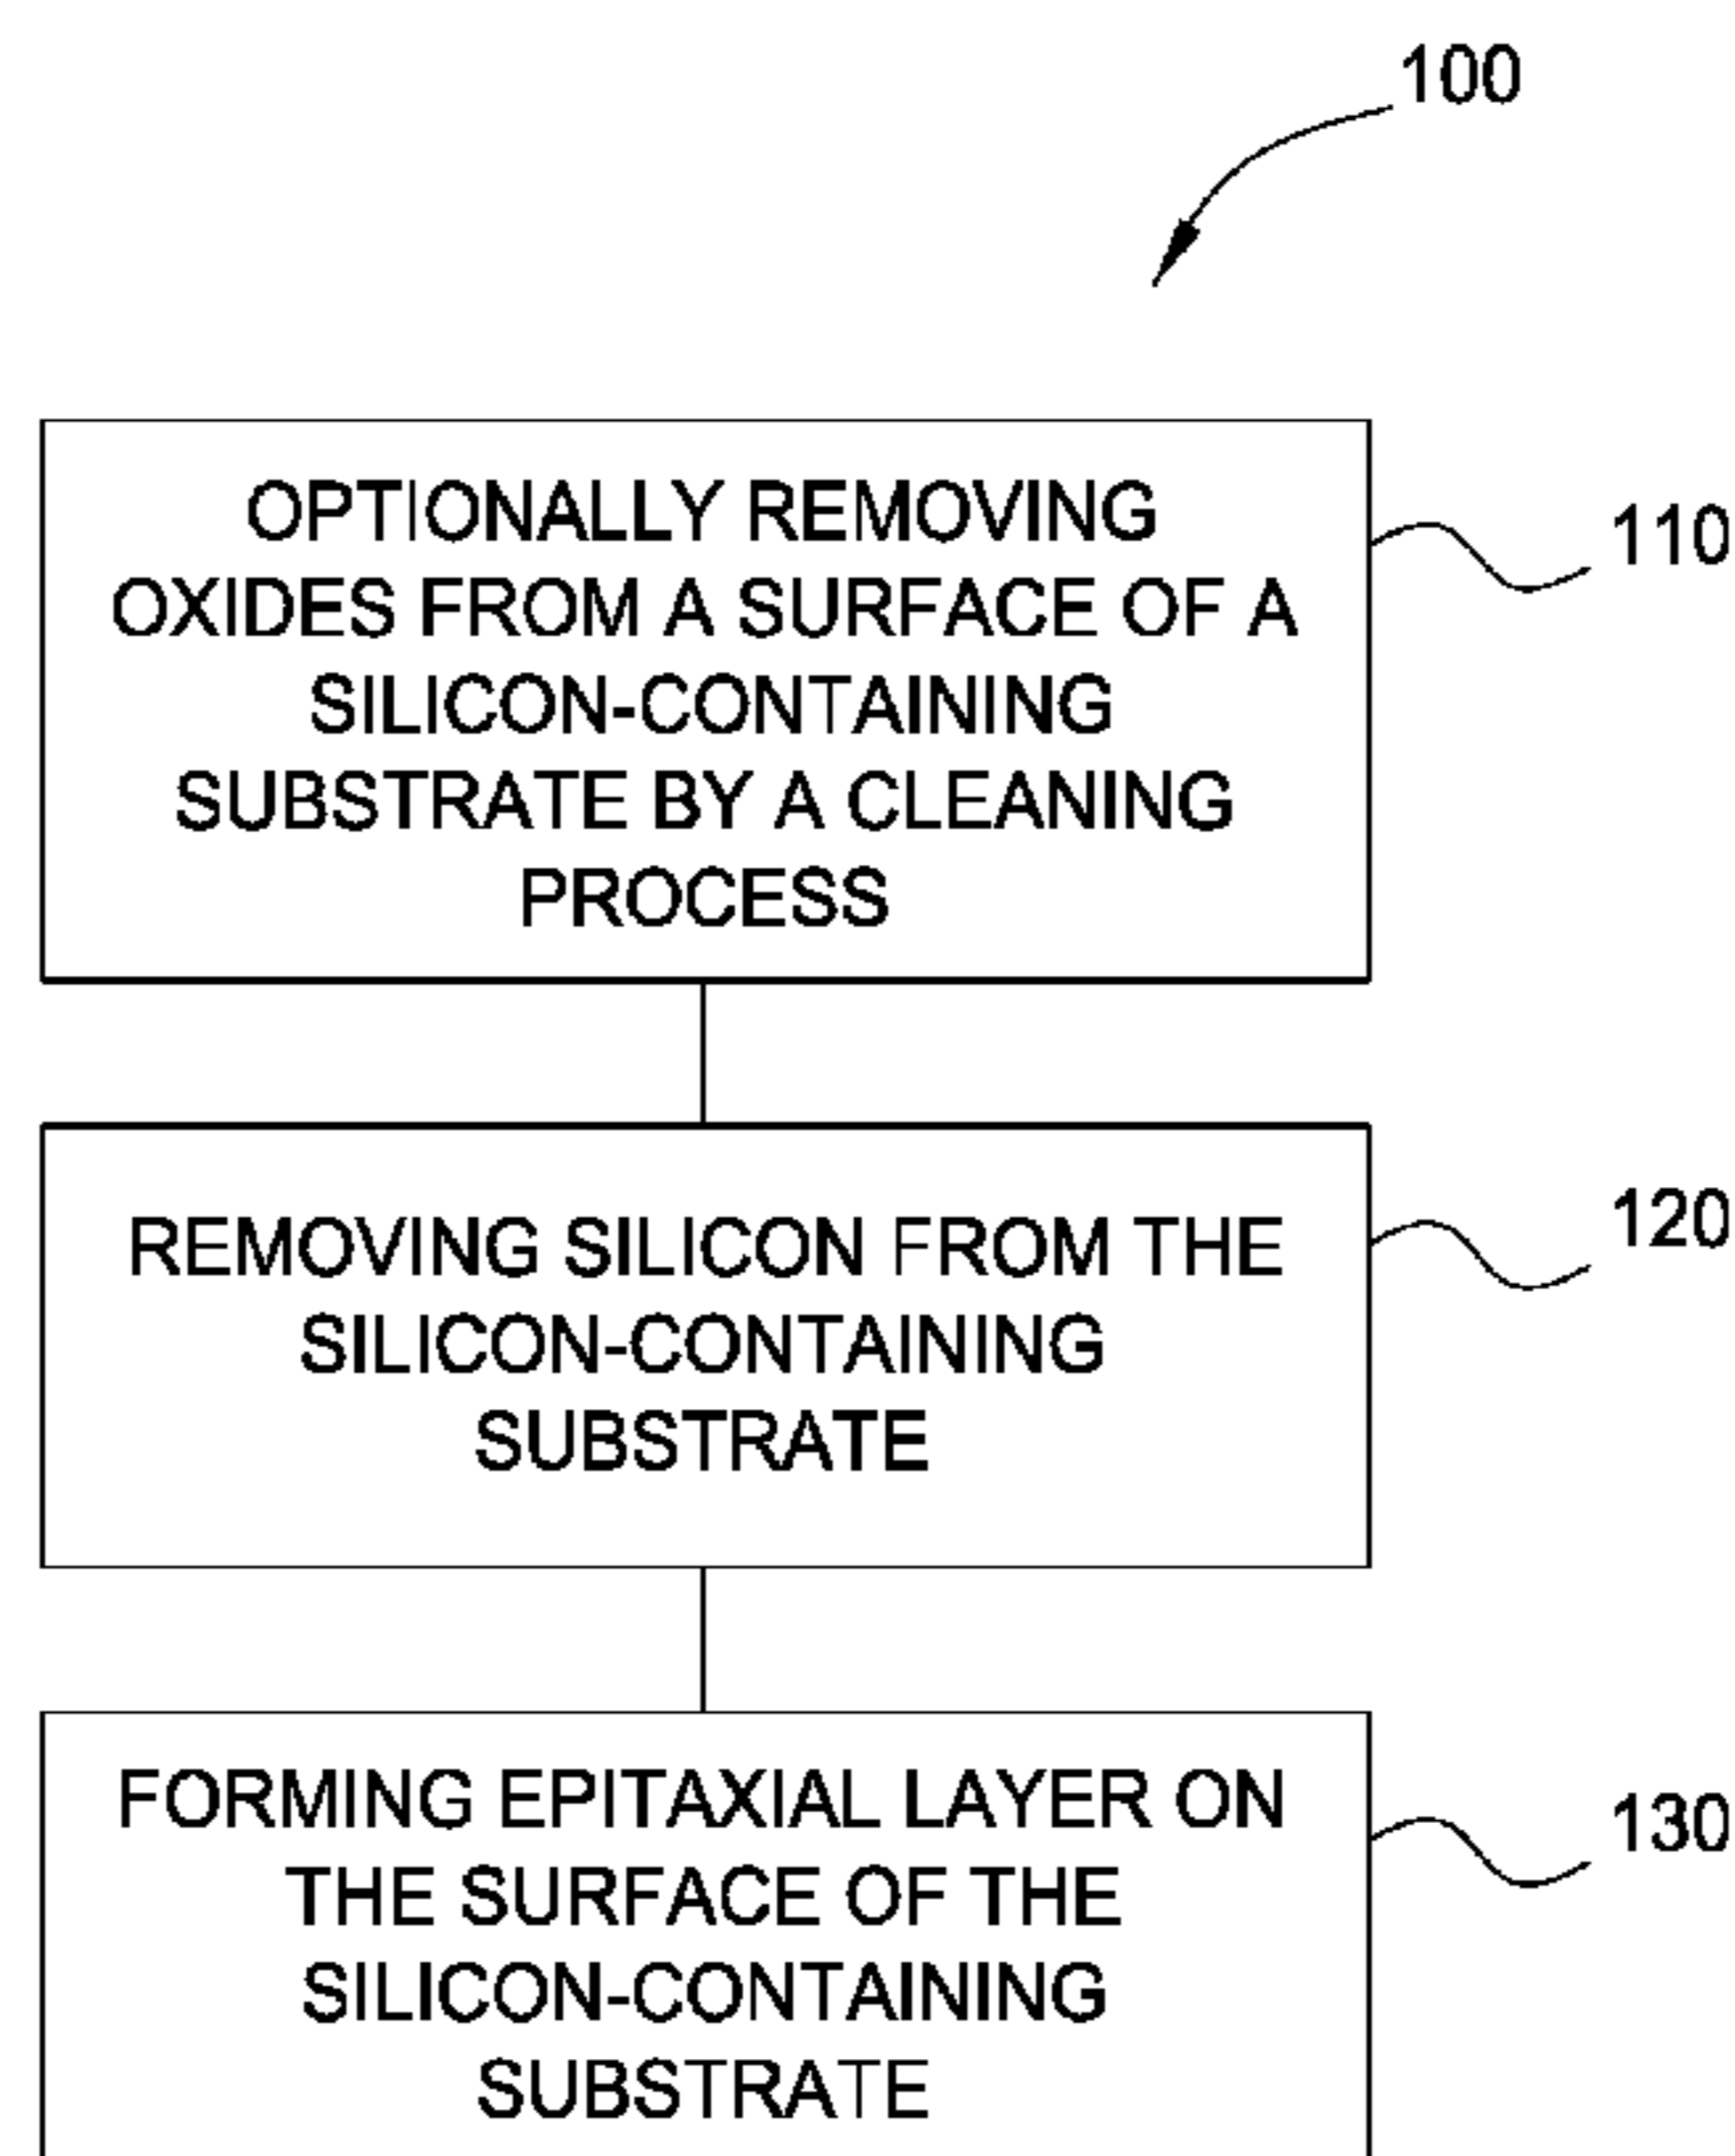 100
OPTIONALLY REMOVING
OXIDES FROM A SURFACE OF A
SILICON-CONTAINING
SUBSTRATE BY A CLEANING
PROCESS
110
REMOVING SILICON FROM THE
SILICON-CONTAINING
SUBSTRATE
120
FORMING EPITAXIAL LAYER ON
THE SURFACE OF THE
SILICON-CONTAINING
SUBSTRATE
130